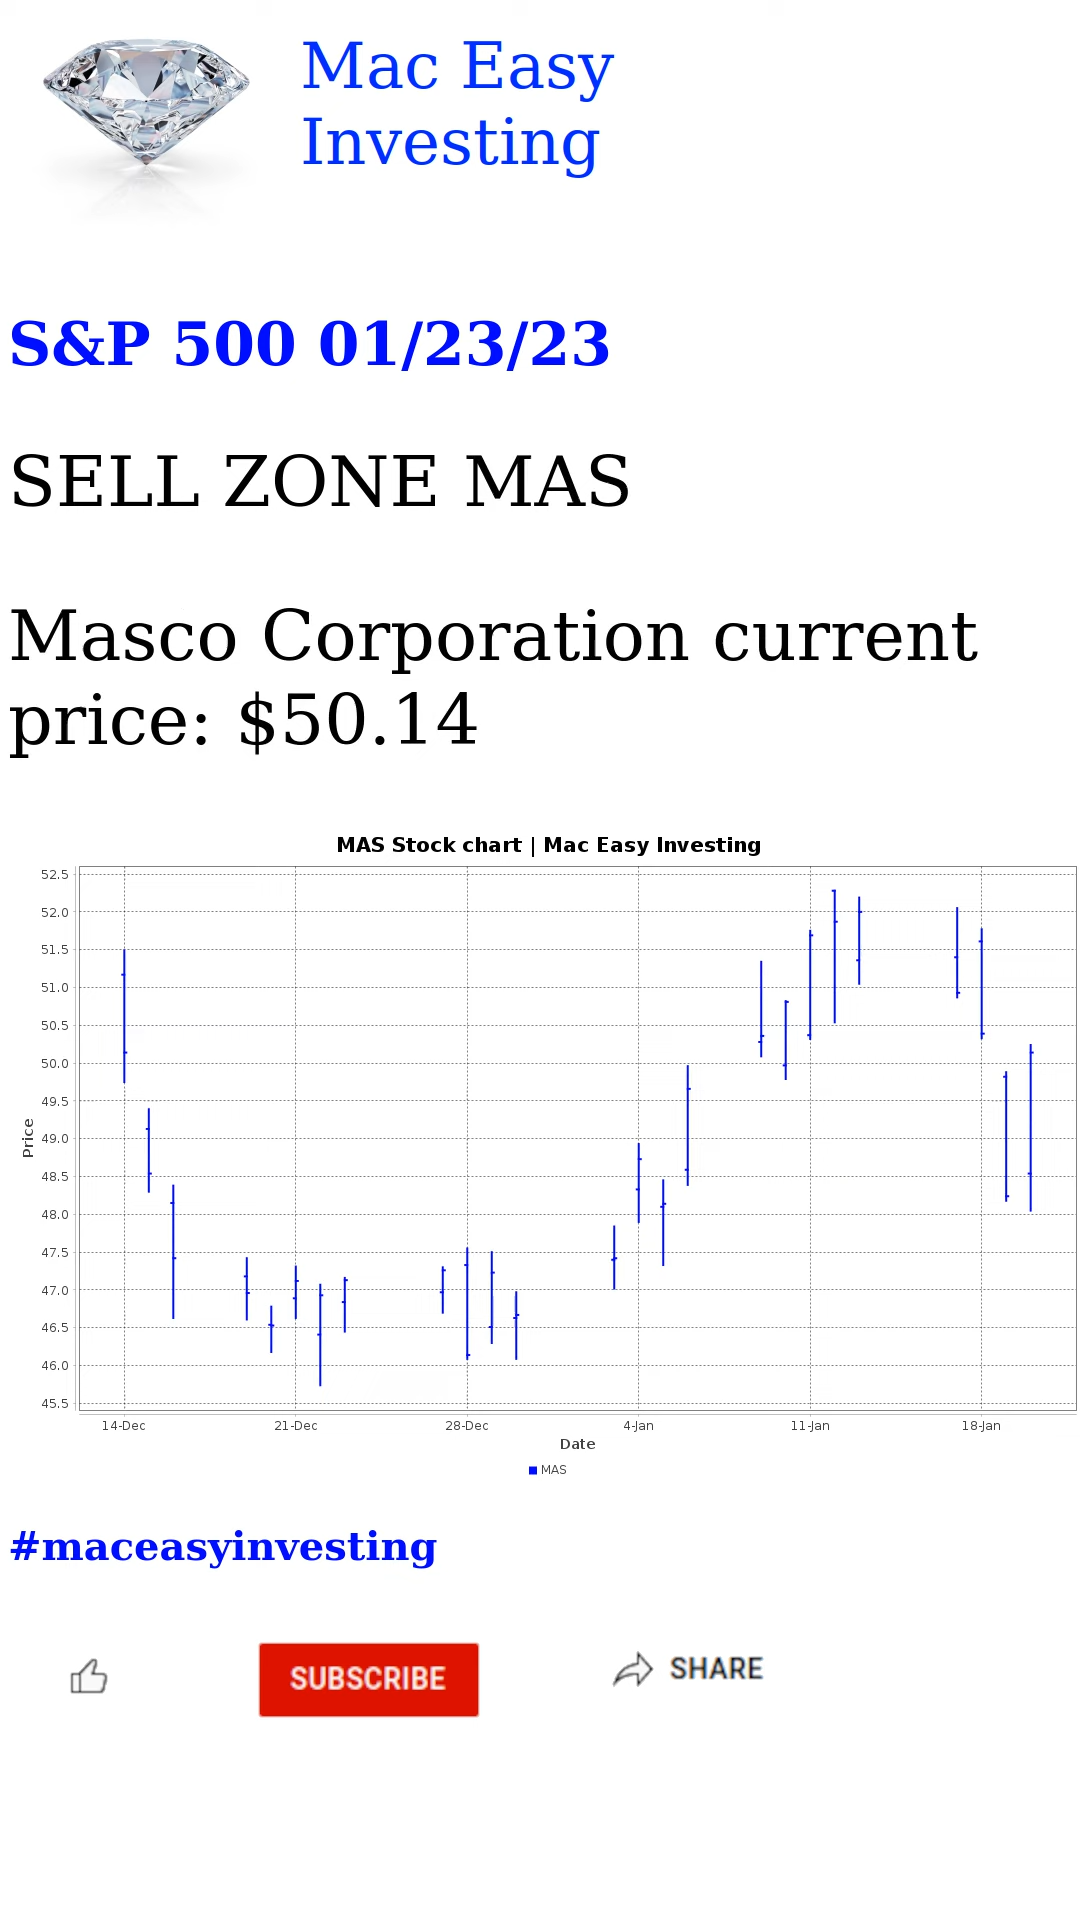 Mac Easy
Investing
S&P 500 01/23/23
SELL ZONE MAS
Masco Corporation current
price: $50.14
MAS Stock chart | Mac Easy Investing
52.5
52.0
51.5
51.0
50.5
50.0
49.5
49.0
48.5
48.0
47.5
47.0
46.5
46.0
45.5
Price
14-Dec 21-Dec 28-Dec 4-Jan 11-Jan 18-Jan
Date
MAS
#maceasyinvesting
SUBSCRIBE SHARE